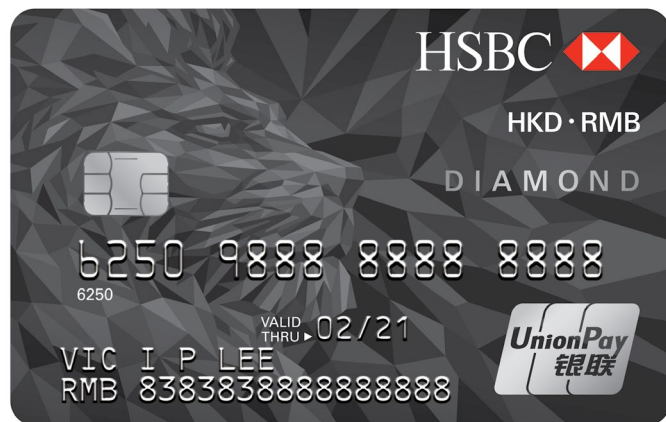 HSBC
HKD · RMB
DIAMOND
6250 9888 8888 8888
6250
VALID THRU ▶ 02/21
VIC I P LEE
RMB 8383838888888888
UnionPay
银联